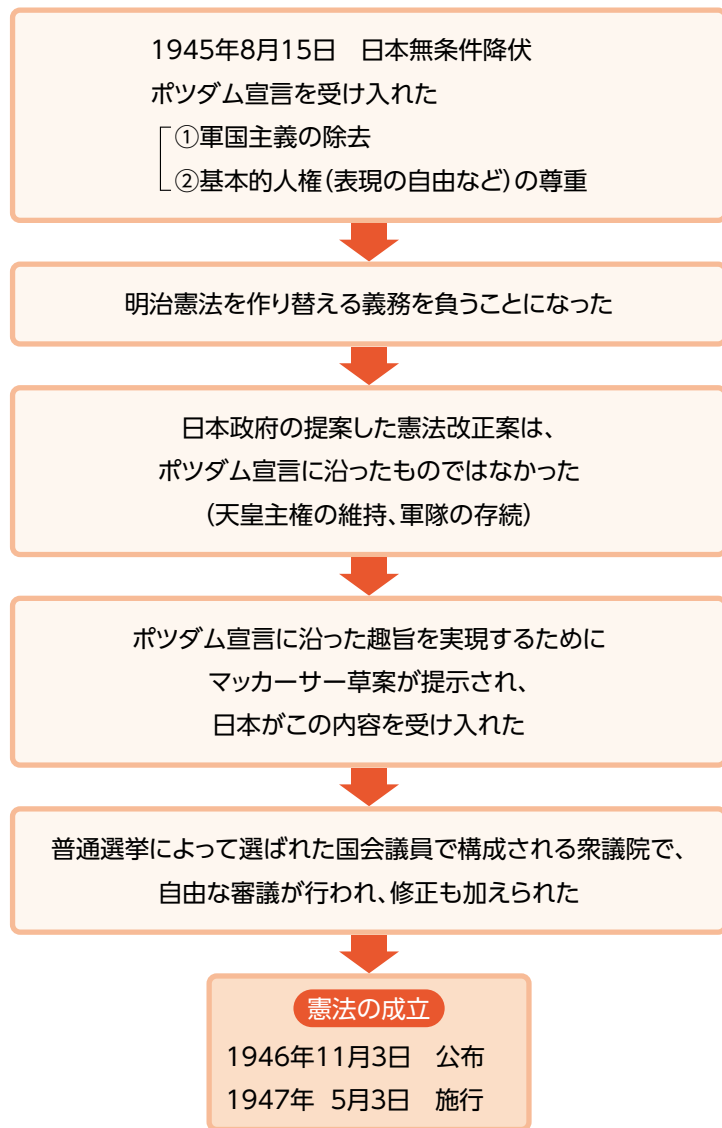 1945年8月15日　日本無条件降伏
ポツダム宣言を受け入れた
①軍国主義の除去
②基本的人権（表現の自由など）の尊重
明治憲法を作り替える義務を負うことになった
日本政府の提案した憲法改正案は、
ポツダム宣言に沿ったものではなかった
（天皇主権の維持、軍隊の存続）
ポツダム宣言に沿った趣旨を実現するために
マッカーサー草案が提示され、
日本がこの内容を受け入れた
普通選挙によって選ばれた国会議員で構成される衆議院で、
自由な審議が行われ、修正も加えられた
憲法の成立
1946年11月3日　公布
1947年 5月3日　施行